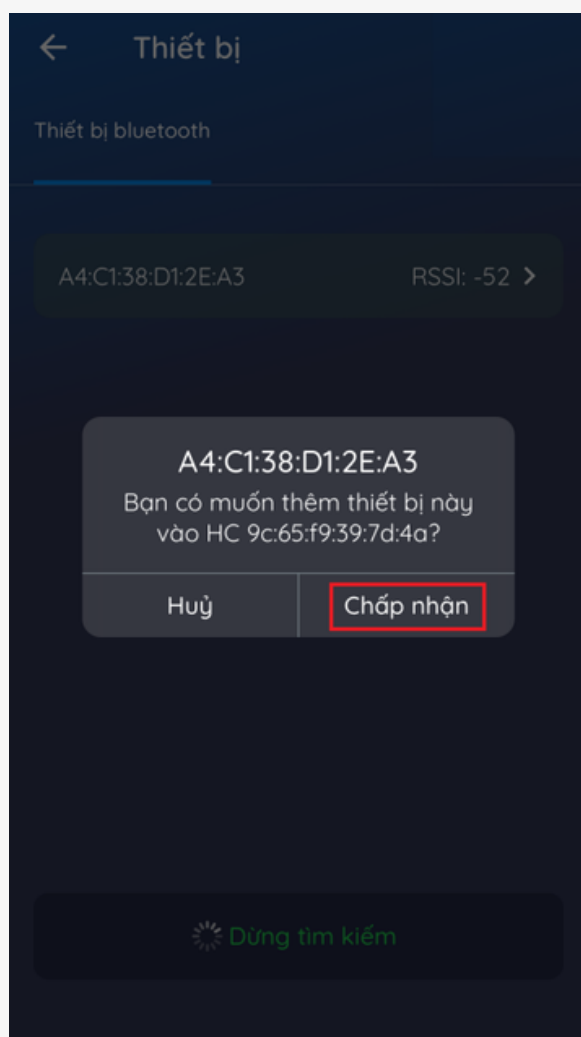 Thiết bị
Thiết bị bluetooth
A4:C1:38:D1:2E:A3 RSSI: -52
A4:C1:38:D1:2E:A3
Bạn có muốn thêm thiết bị này
vào HC 9c:65:f9:39:7d:4a?
Huỷ Chấp nhận
Dừng tìm kiếm